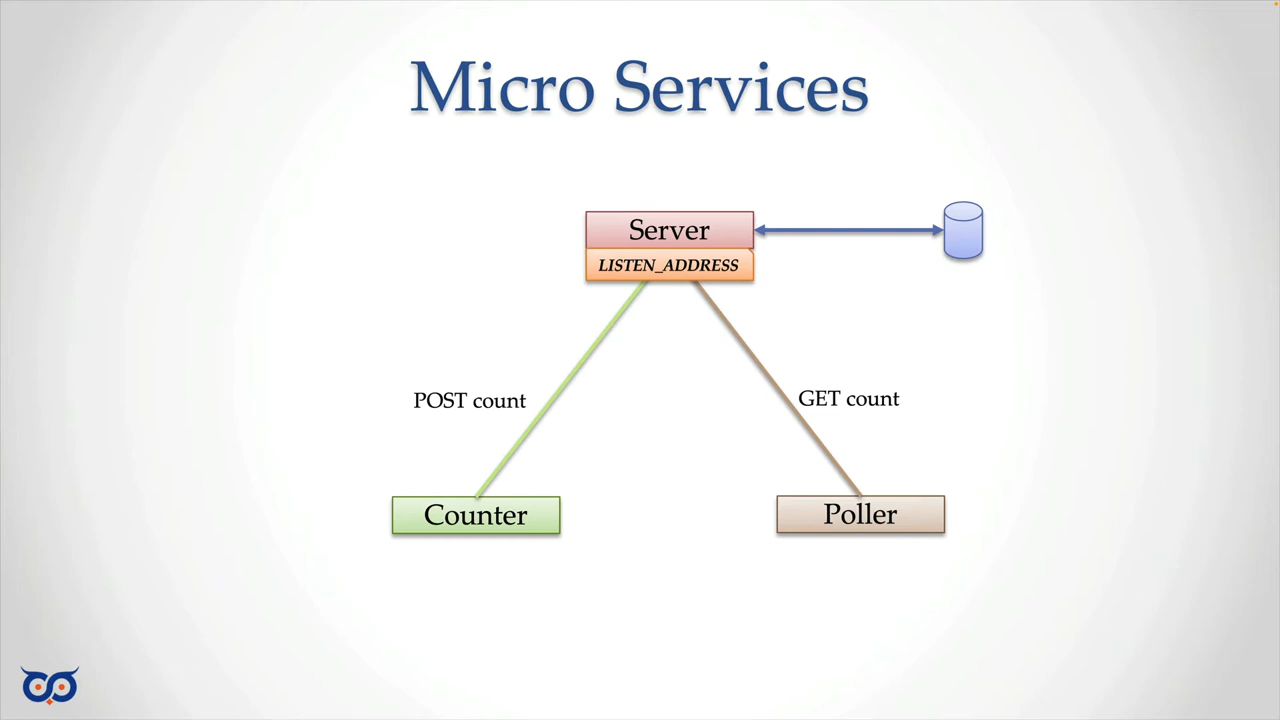 Micro Services
Server
LISTEN_ADDRESS
POST count
GET count
Counter
Poller